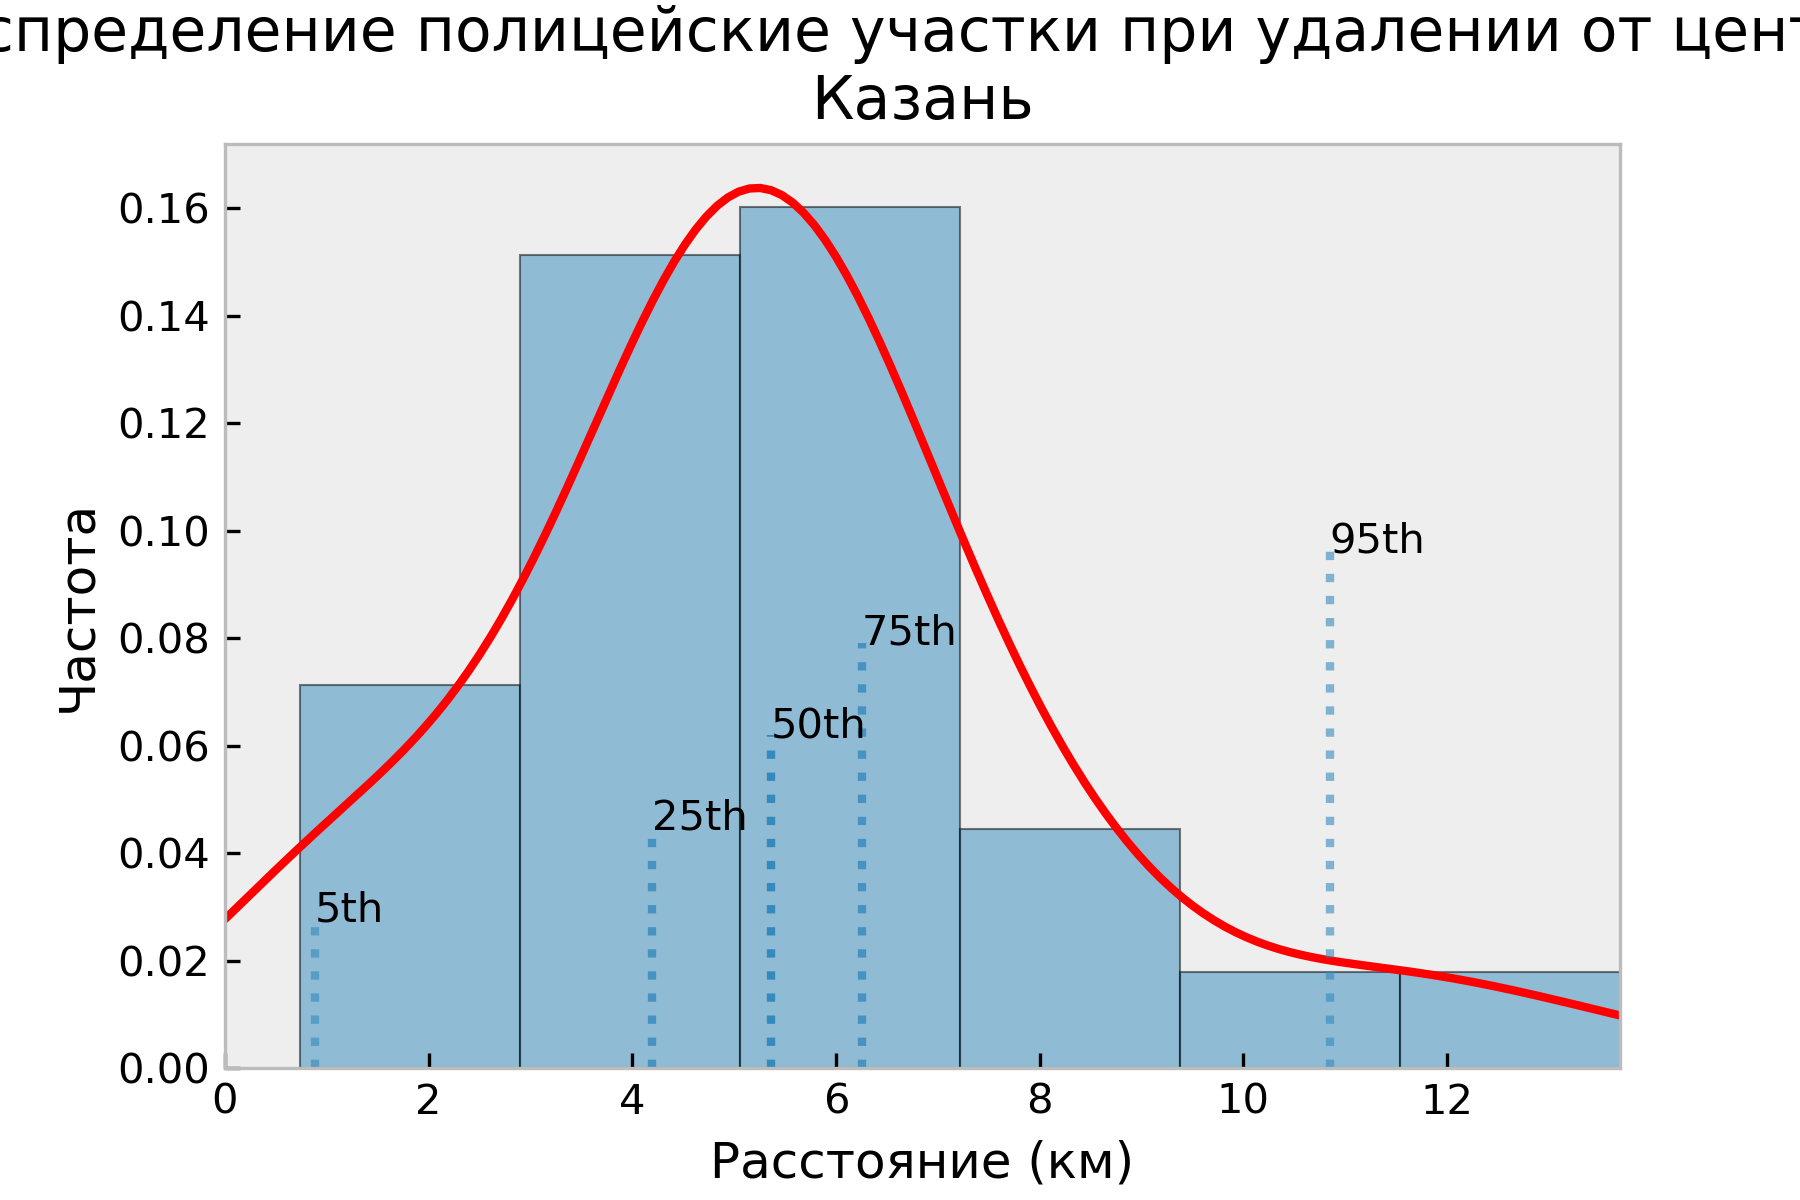 спределение полицейские участки при удалении от цент
Казань
0.16
0.14
0.12
0.10
0.08
0.06
0.04
0.02
0.00
Частота
95th
75th
50th
25th
5th
0 2 4 6 8 10 12
Расстояние (км)